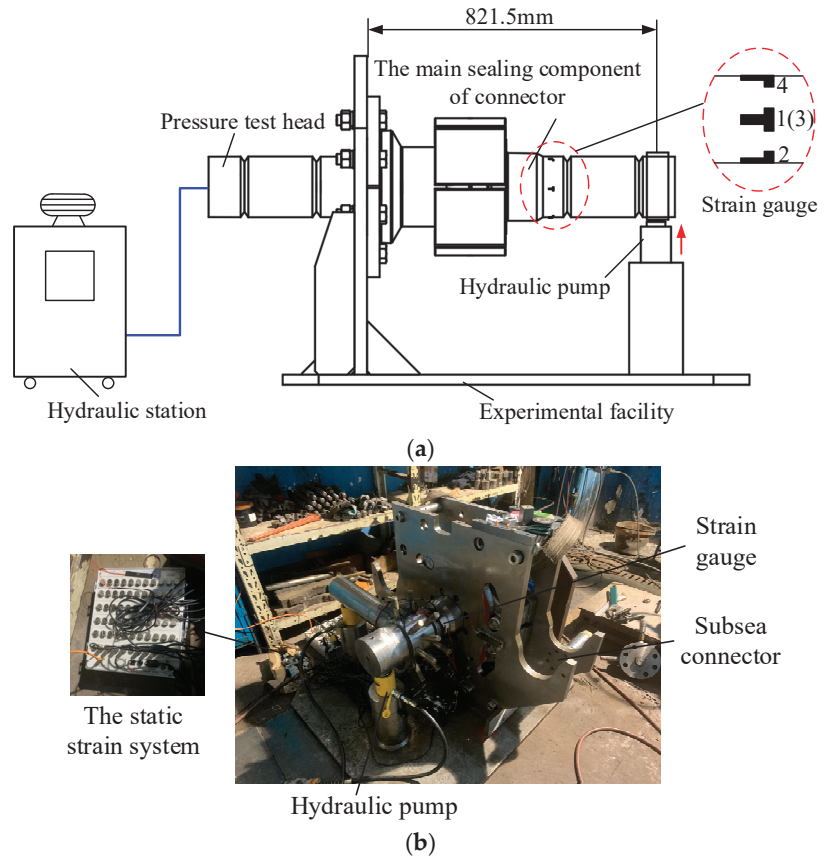 821.5mm
The main sealing component
of connector
Pressure test head
4
1(3)
2
Strain gauge
Hydraulic pump
Hydraulic station
Experimental facility
(a)
Strain
gauge
Subsea
connector
The static
strain system
Hydraulic pump
(b)